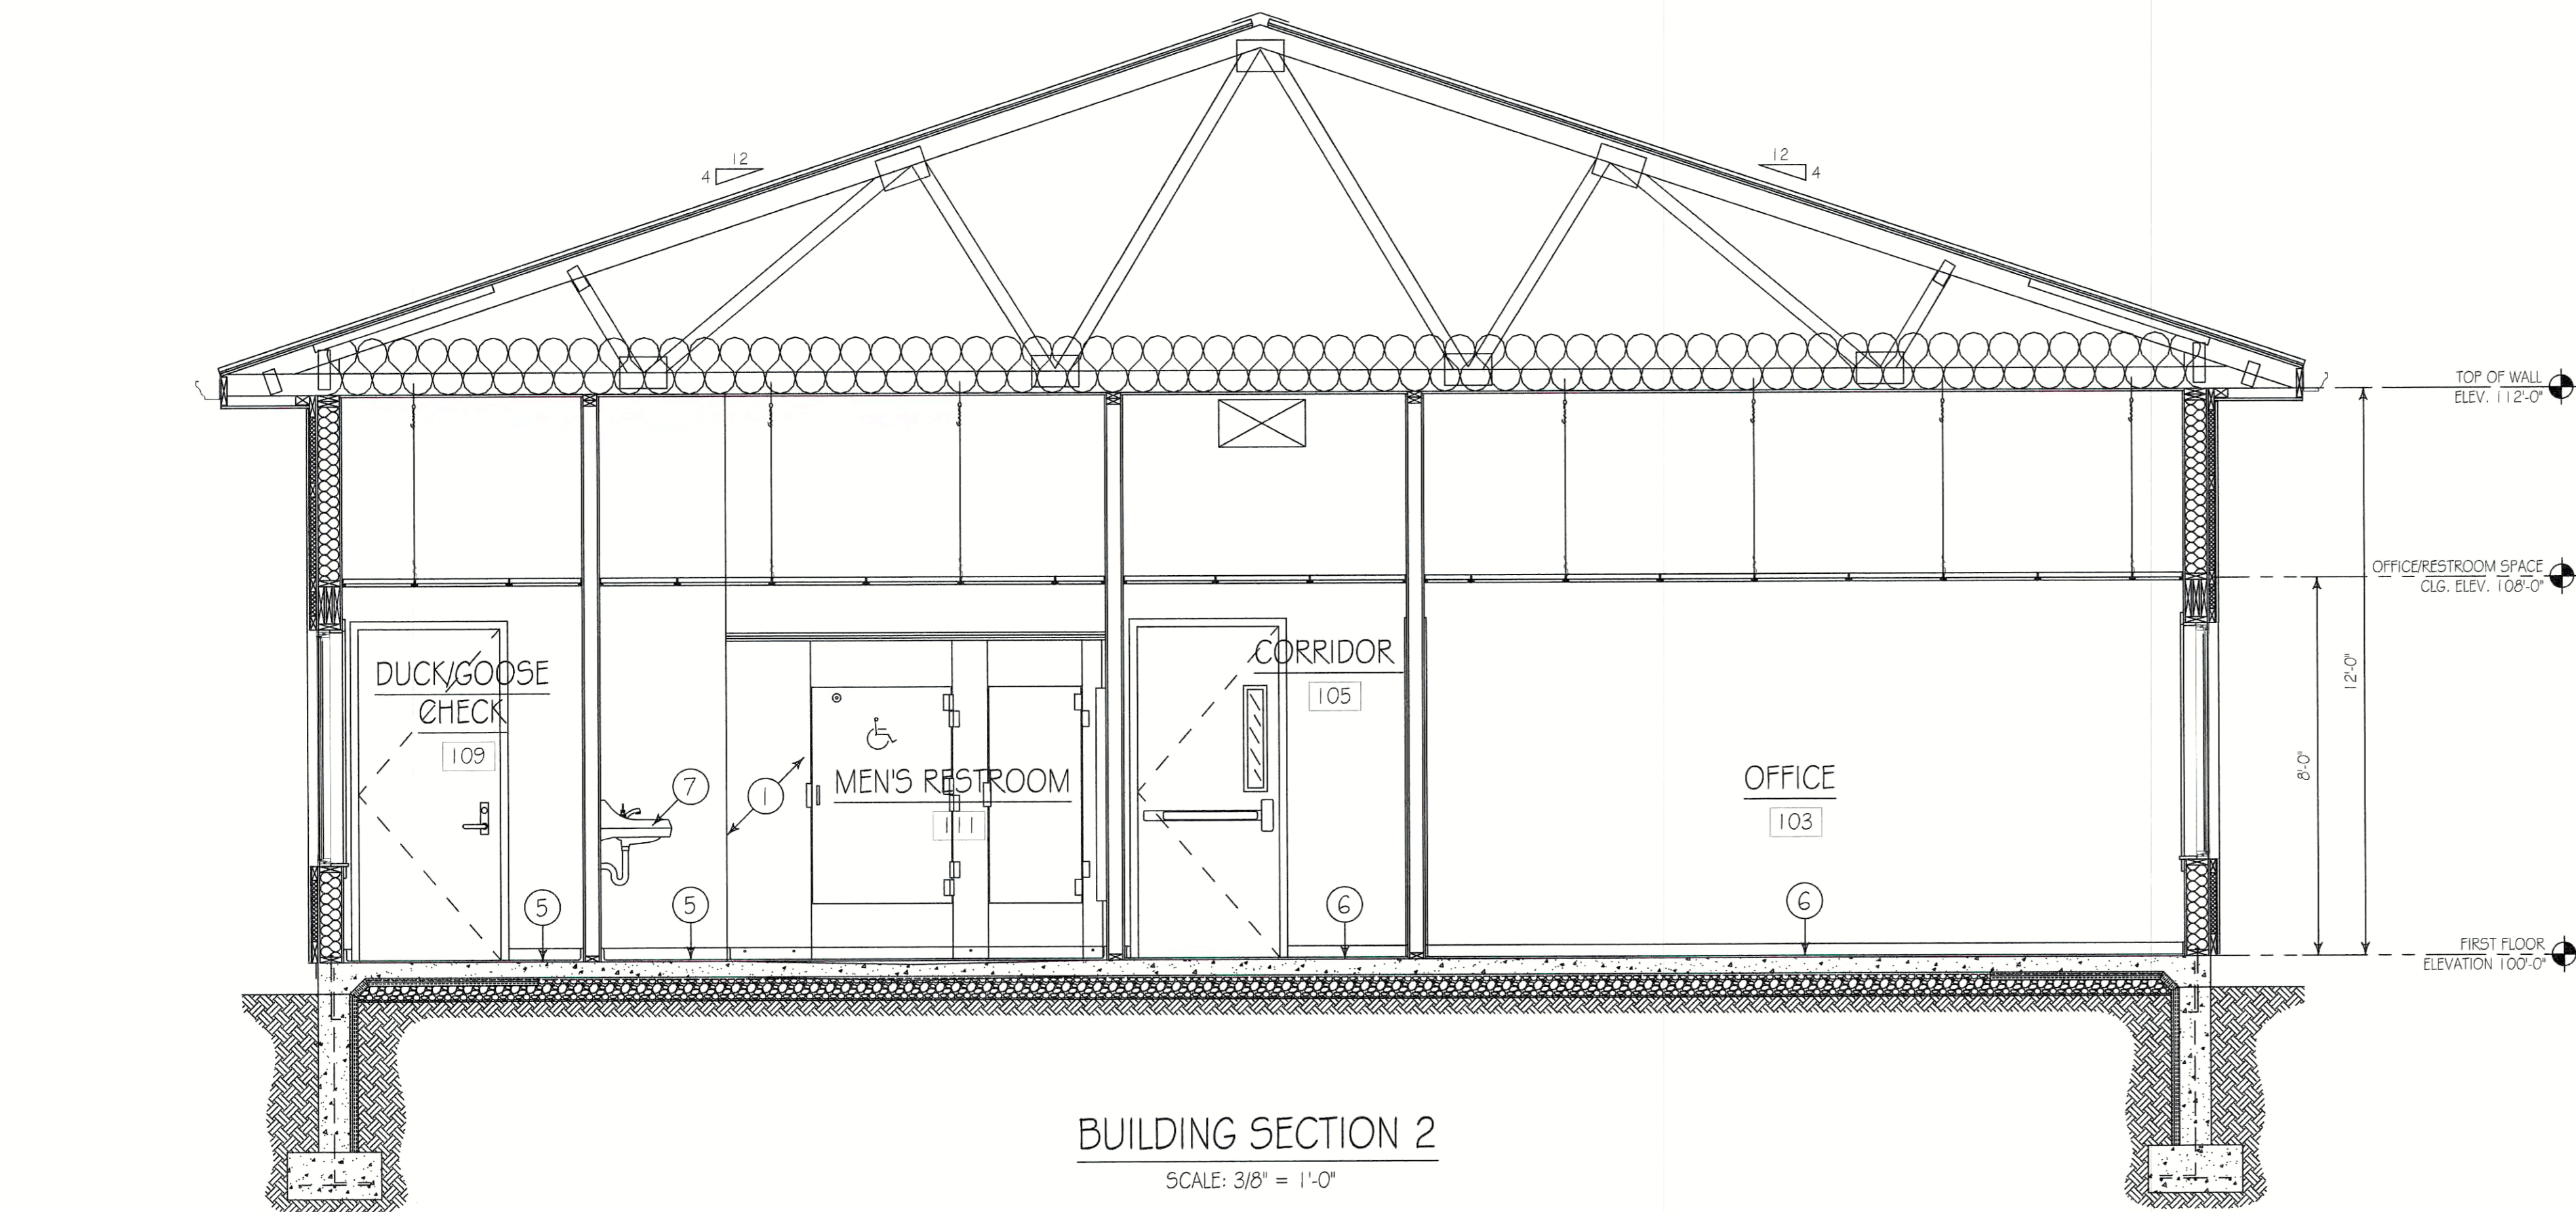 12
4
12
4
TOP OF WALL
ELEV. 112'-0"
OFFICE/RESTROOM SPACE
CLG. ELEV. 108'-0"
12'-0"
8'-0"
DUCK/GOOSE
CHECK
109
CORRIDOR
105
MEN'S RESTROOM
111
OFFICE
103
7
1
5
5
6
6
FIRST FLOOR
ELEVATION 100'-0"
BUILDING SECTION 2
SCALE: 3/8" = 1'-0"